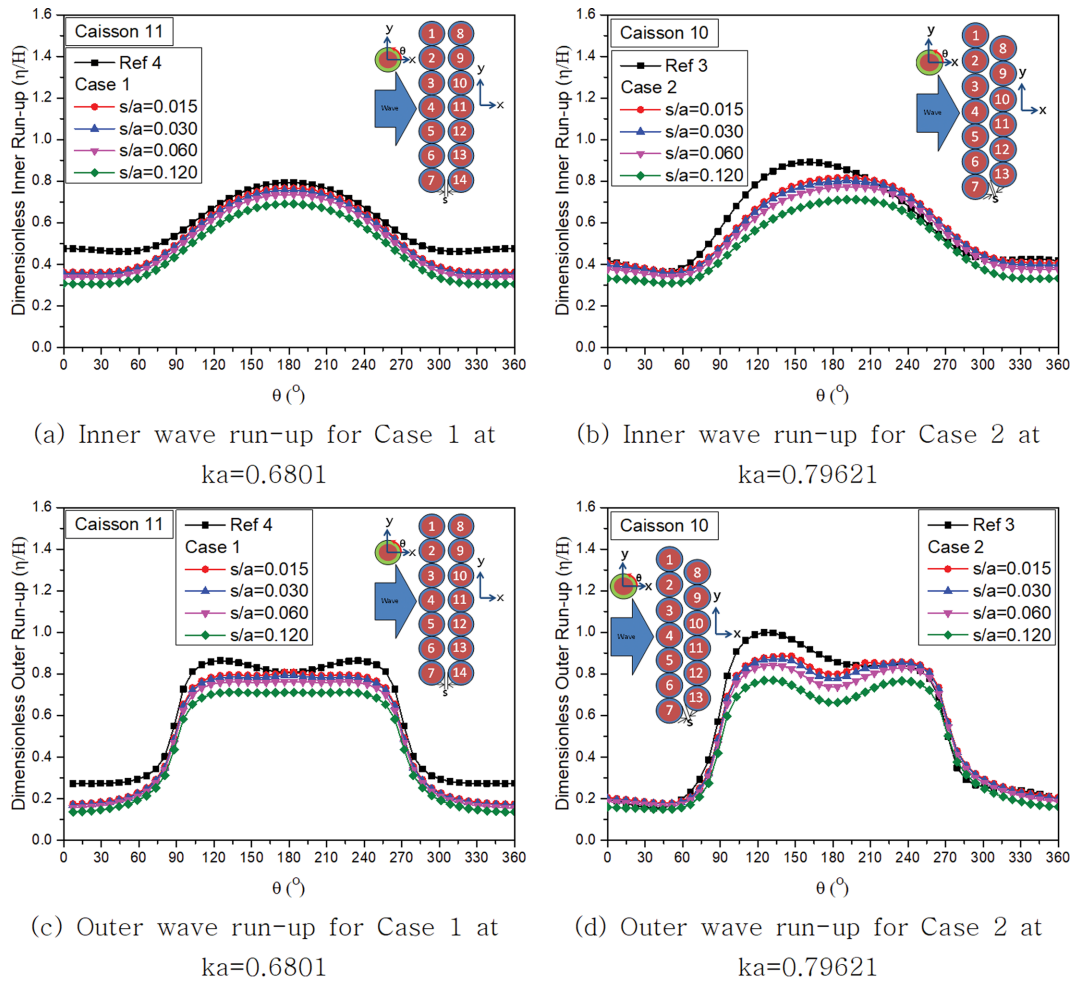 Caisson 11
Ref 4
Case 1
s/a=0.015
s/a=0.030
s/a=0.060
s/a=0.120
y
θ
x
Wave
1 8
2 9
3 10
4 11
5 12
6 13
7 14
s
y
x
Dimensionless Inner Run-up (η/H)
1.6
1.4
1.2
1.0
0.8
0.6
0.4
0.2
0.0
0 30 60 90 120 150 180 210 240 270 300 330 360
θ (°)
(a) Inner wave run-up for Case 1 at
ka=0.6801
Caisson 10
Ref 3
Case 2
s/a=0.015
s/a=0.030
s/a=0.060
s/a=0.120
y
θ
x
Wave
1
8
2
9
3
10
4
11
5
12
6
13
7
s
y
x
Dimensionless Inner Run-up (η/H)
1.6
1.4
1.2
1.0
0.8
0.6
0.4
0.2
0.0
0 30 60 90 120 150 180 210 240 270 300 330 360
θ (°)
(b) Inner wave run-up for Case 2 at
ka=0.79621
Caisson 11
Ref 4
Case 1
s/a=0.015
s/a=0.030
s/a=0.060
s/a=0.120
y
θ
x
Wave
1 8
2 9
3 10
4 11
5 12
6 13
7 14
s
y
x
Dimensionless Outer Run-up (η/H)
1.6
1.4
1.2
1.0
0.8
0.6
0.4
0.2
0.0
0 30 60 90 120 150 180 210 240 270 300 330 360
θ (°)
(c) Outer wave run-up for Case 1 at
ka=0.6801
Caisson 10
Ref 3
Case 2
s/a=0.015
s/a=0.030
s/a=0.060
s/a=0.120
y
θ
x
Wave
1
8
2
9
3
10
4
11
5
12
6
13
7
s
y
x
Dimensionless Outer Run-up (η/H)
1.6
1.4
1.2
1.0
0.8
0.6
0.4
0.2
0.0
0 30 60 90 120 150 180 210 240 270 300 330 360
θ (°)
(d) Outer wave run-up for Case 2 at
ka=0.79621